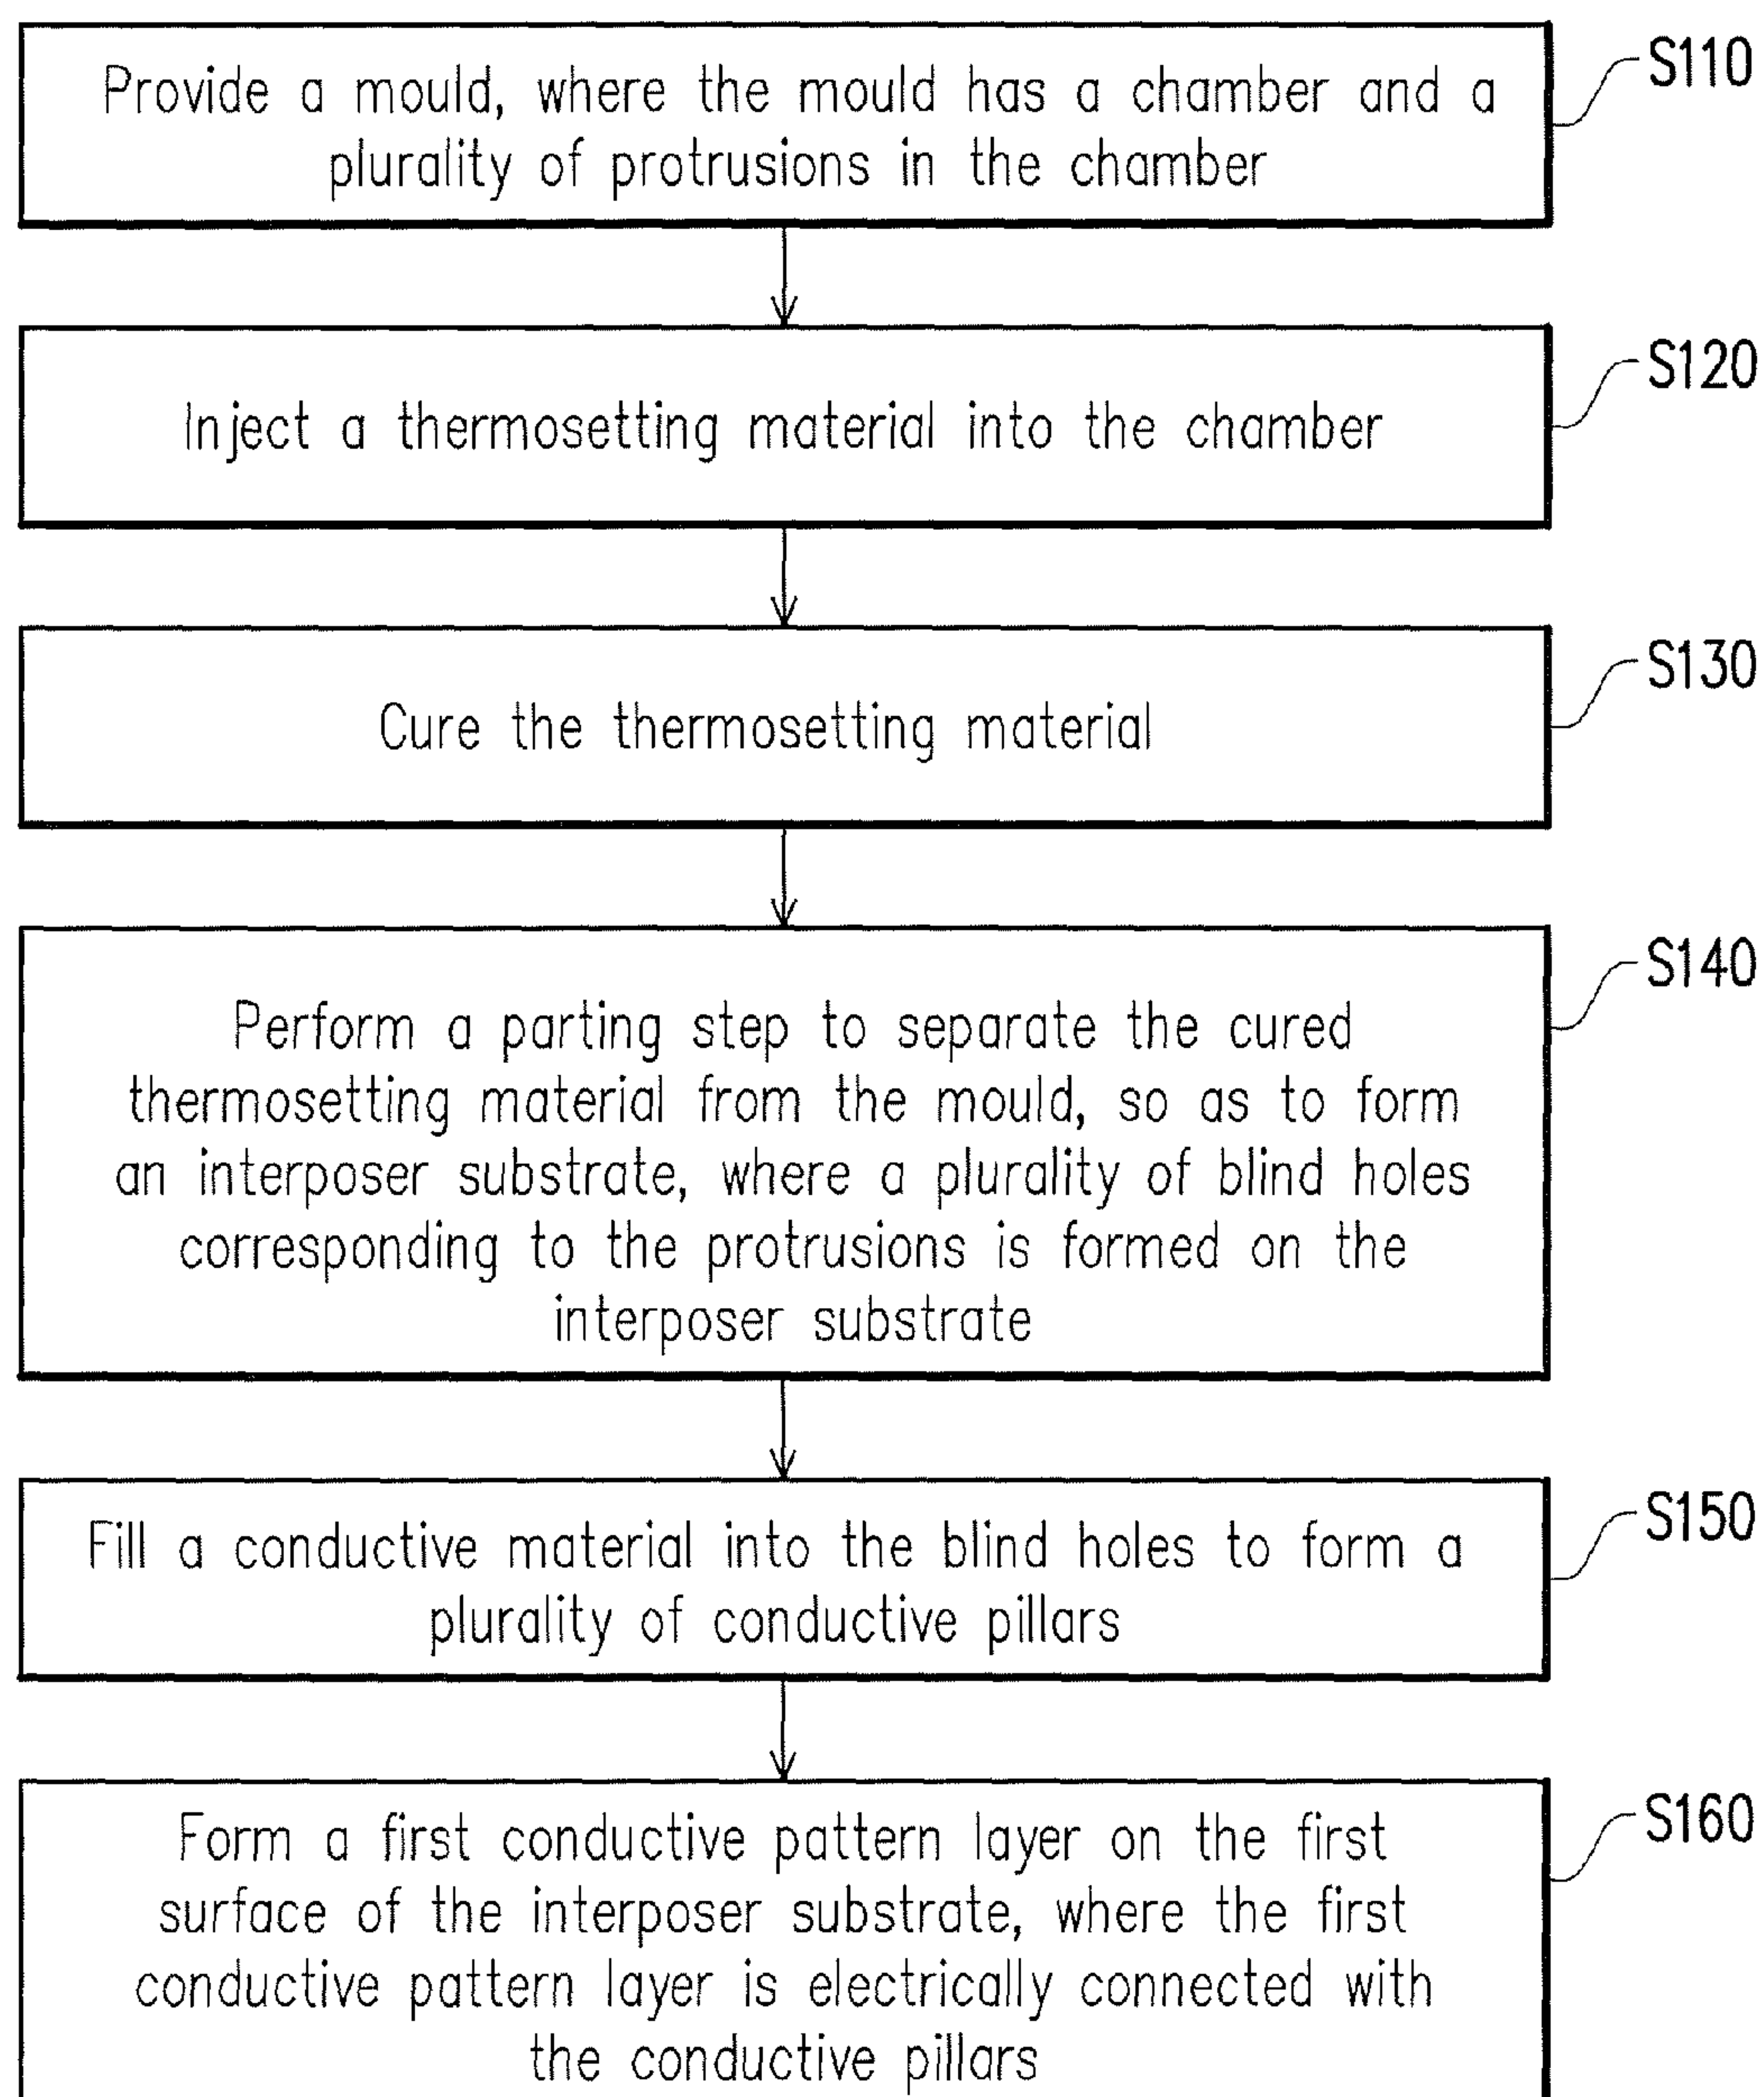 Provide a mould, where the mould has a chamber and a
plurality of protrusions in the chamber
S110
Inject a thermosetting material into the chamber
S120
Cure the thermosetting material
S130
Perform a parting step to separate the cured
thermosetting material from the mould, so as to form
an interposer substrate, where a plurality of blind holes
corresponding to the protrusions is formed on the
interposer substrate
S140
Fill a conductive material into the blind holes to form a
plurality of conductive pillars
S150
Form a first conductive pattern layer on the first
surface of the interposer substrate, where the first
conductive pattern layer is electrically connected with
the conductive pillars
S160